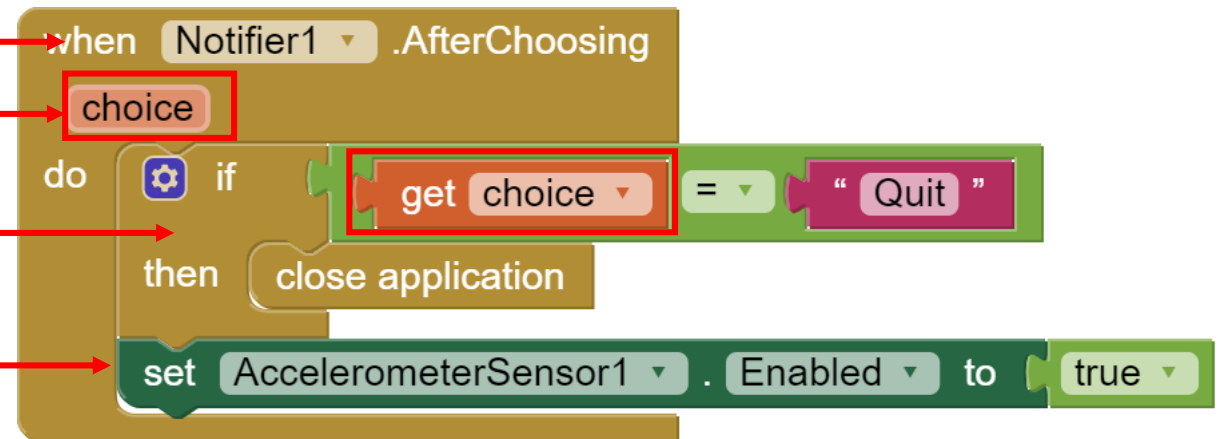 when Notifier1 .AfterChoosing
choice
do if get choice = “ Quit ”
then close application
set AccelerometerSensor1 . Enabled to true